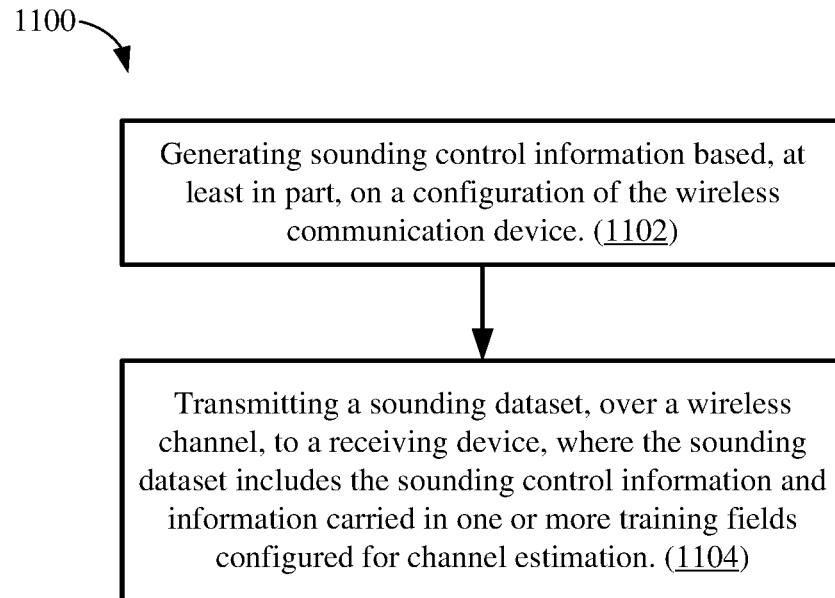 1100
Generating sounding control information based, at
least in part, on a configuration of the wireless
communication device. (1102)
Transmitting a sounding dataset, over a wireless
channel, to a receiving device, where the sounding
dataset includes the sounding control information and
information carried in one or more training fields
configured for channel estimation. (1104)